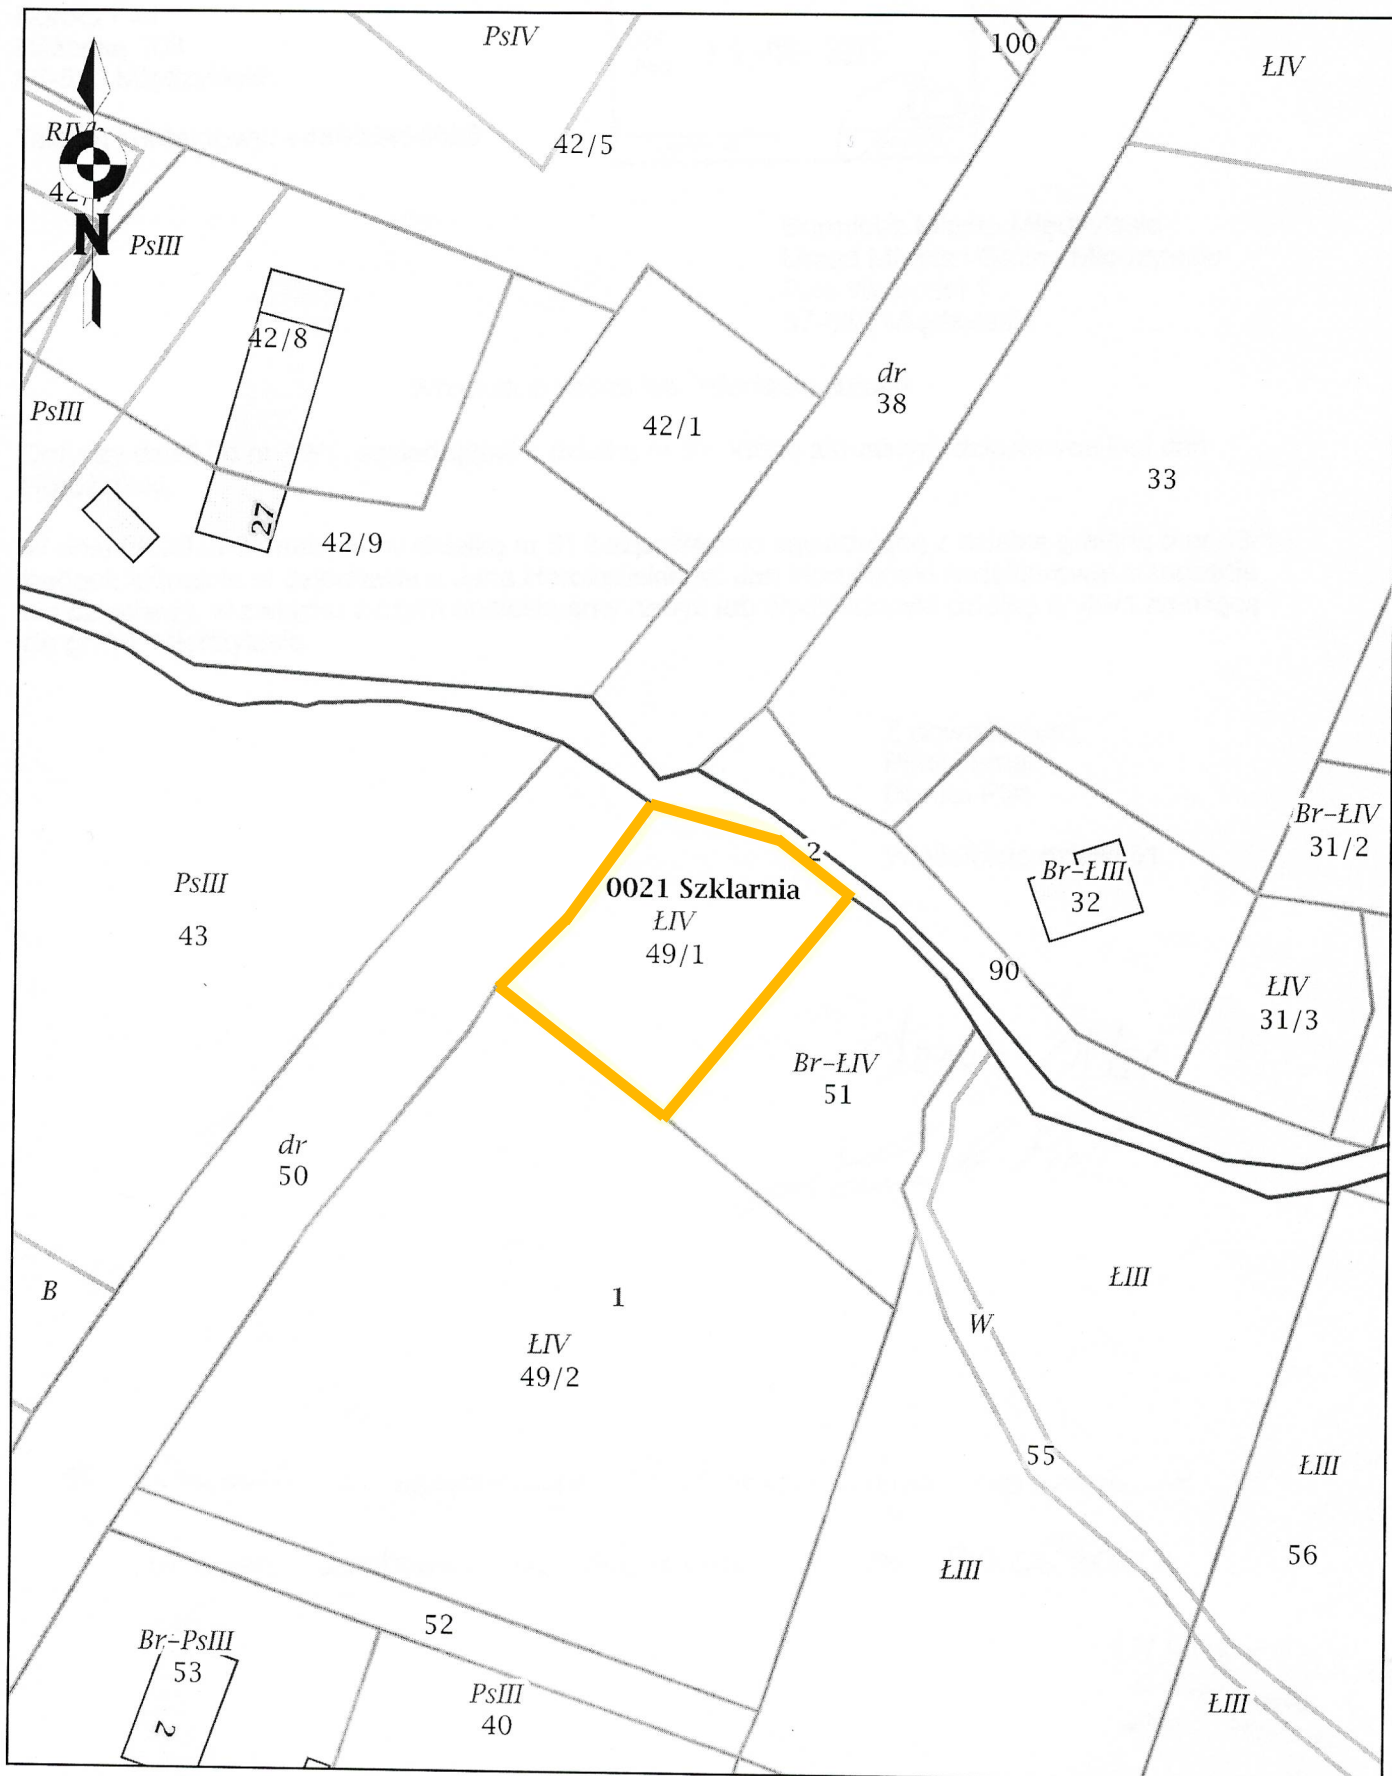 PsIV
100
ŁIV
42/5
N
PsIII
42/8
PsIII
dr
38
42/1
33
27
42/9
Br-ŁIV
31/2
2
Br-ŁIII
32
PsIII
43
0021 Szklarnia
ŁIV
49/1
90
ŁIV
31/3
Br-ŁIV
51
dr
50
B
1
ŁIII
W
ŁIV
49/2
55
ŁIII
56
ŁIII
52
Br-PsIII
53
2
PsIII
40
ŁIII